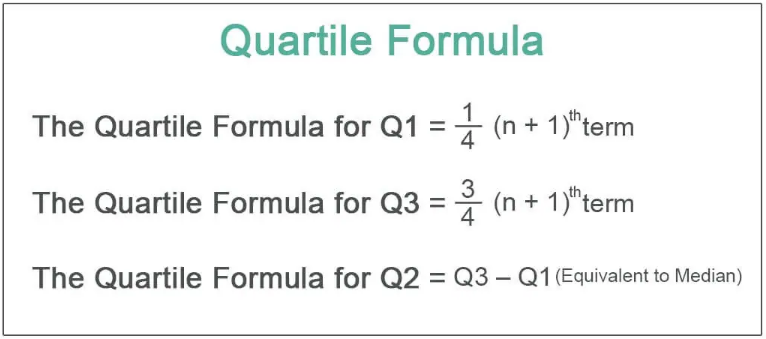 Quartile Formula
The Quartile Formula for Q1 = 1/4 (n + 1)th term
The Quartile Formula for Q3 = 3/4 (n + 1)th term
The Quartile Formula for Q2 = Q3 – Q1 (Equivalent to Median)